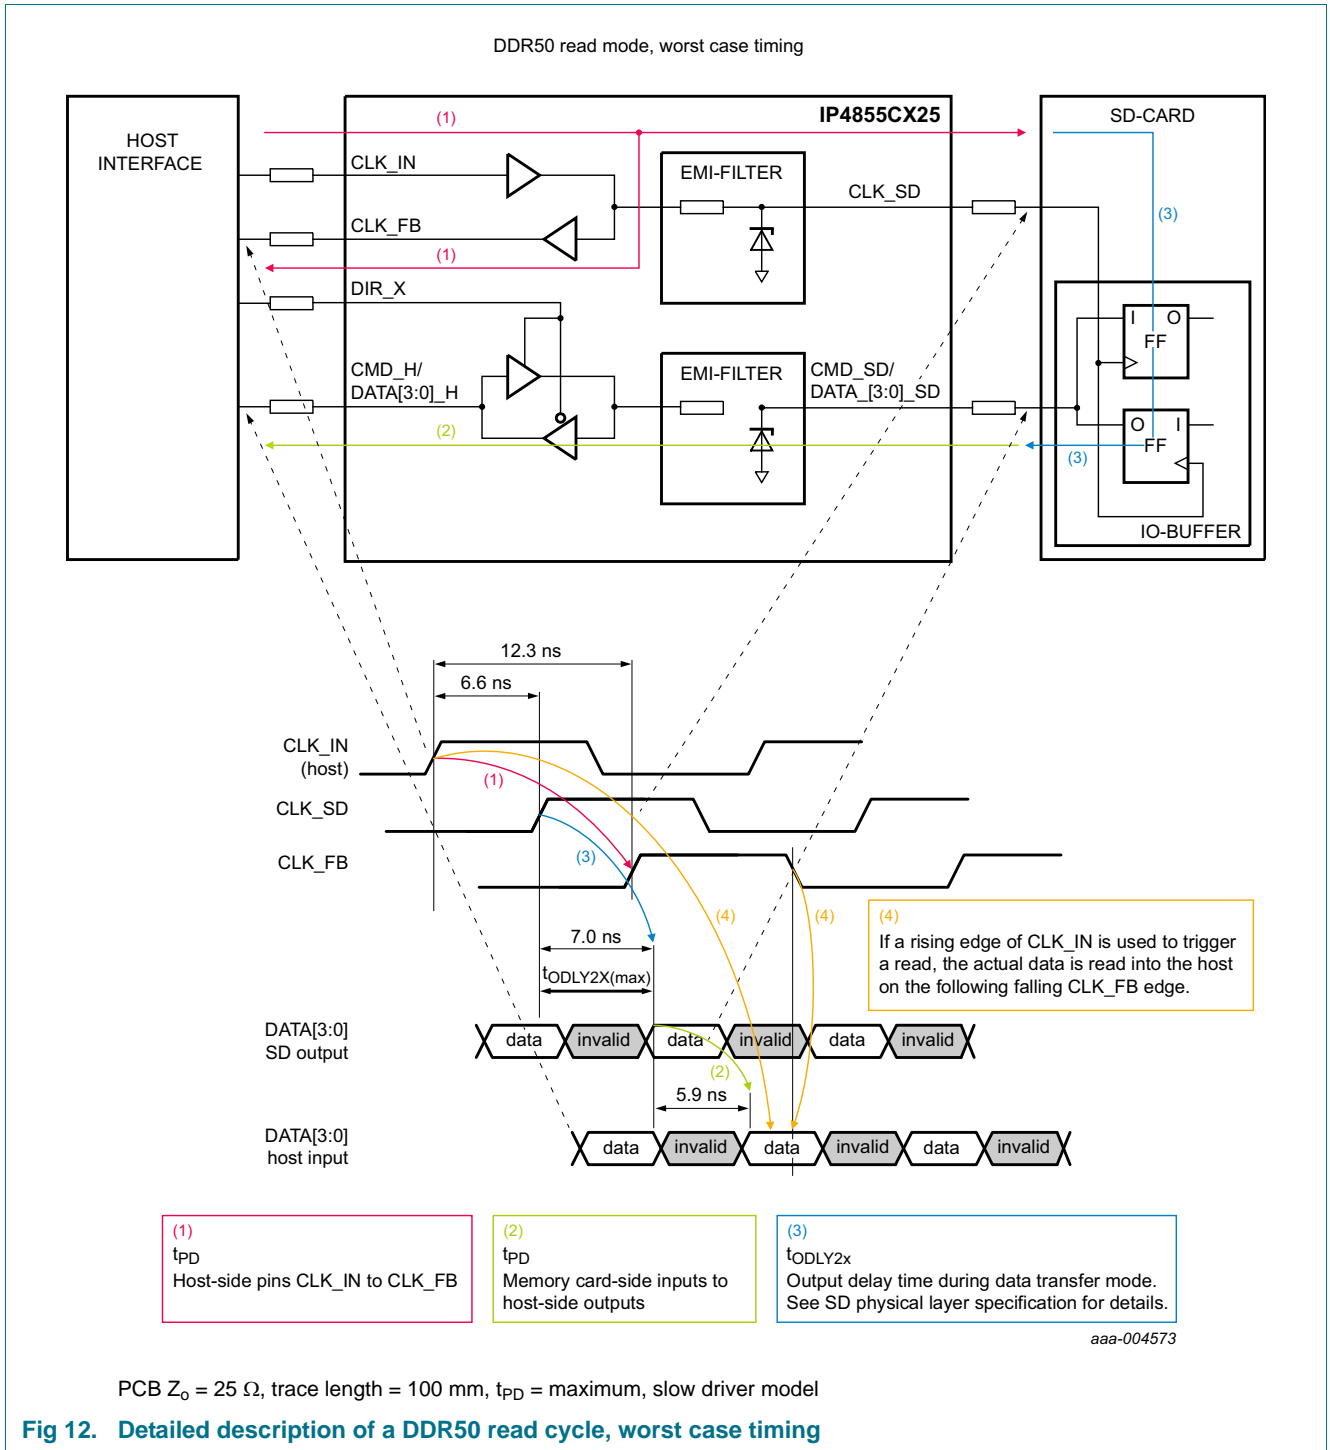 DDR50 read mode, worst case timing
HOST
INTERFACE
IP4855CX25
SD-CARD
(1)
CLK_IN
EMI-FILTER
CLK_SD
(3)
CLK_FB
(1)
DIR_X
I O
FF
CMD_H/
DATA[3:0]_H
EMI-FILTER
CMD_SD/
DATA_[3:0]_SD
(2)
O I
FF
(3)
IO-BUFFER
12.3 ns
6.6 ns
CLK_IN
(host)
(1)
CLK_SD
(3)
CLK_FB
(4)
(4)
(4)
If a rising edge of CLK_IN is used to trigger
a read, the actual data is read into the host
on the following falling CLK_FB edge.
7.0 ns
tODLY2X(max)
DATA[3:0]
SD output
data invalid data invalid data invalid
(2)
5.9 ns
DATA[3:0]
host input
data invalid data invalid data invalid
(1)
tPD
Host-side pins CLK_IN to CLK_FB
(2)
tPD
Memory card-side inputs to
host-side outputs
(3)
tODLY2x
Output delay time during data transfer mode.
See SD physical layer specification for details.
aaa-004573
PCB Zo = 25 Ω, trace length = 100 mm, tPD = maximum, slow driver model
Fig 12. Detailed description of a DDR50 read cycle, worst case timing